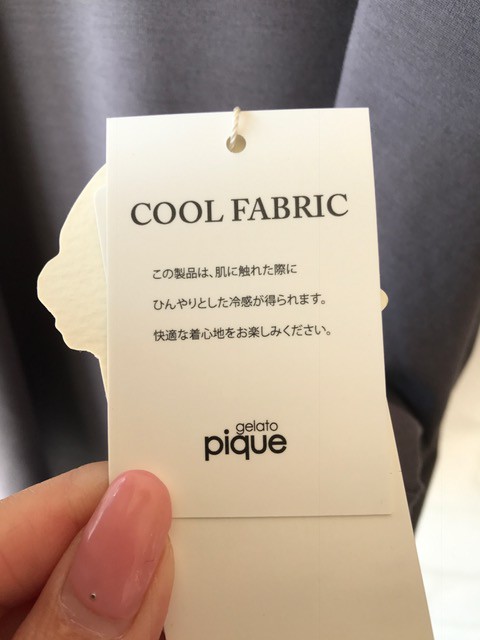 COOL FABRIC
この製品は、肌に触れた際に
ひんやりとした冷感が得られます。
快適な着心地をお楽しみください。
gelato
pique